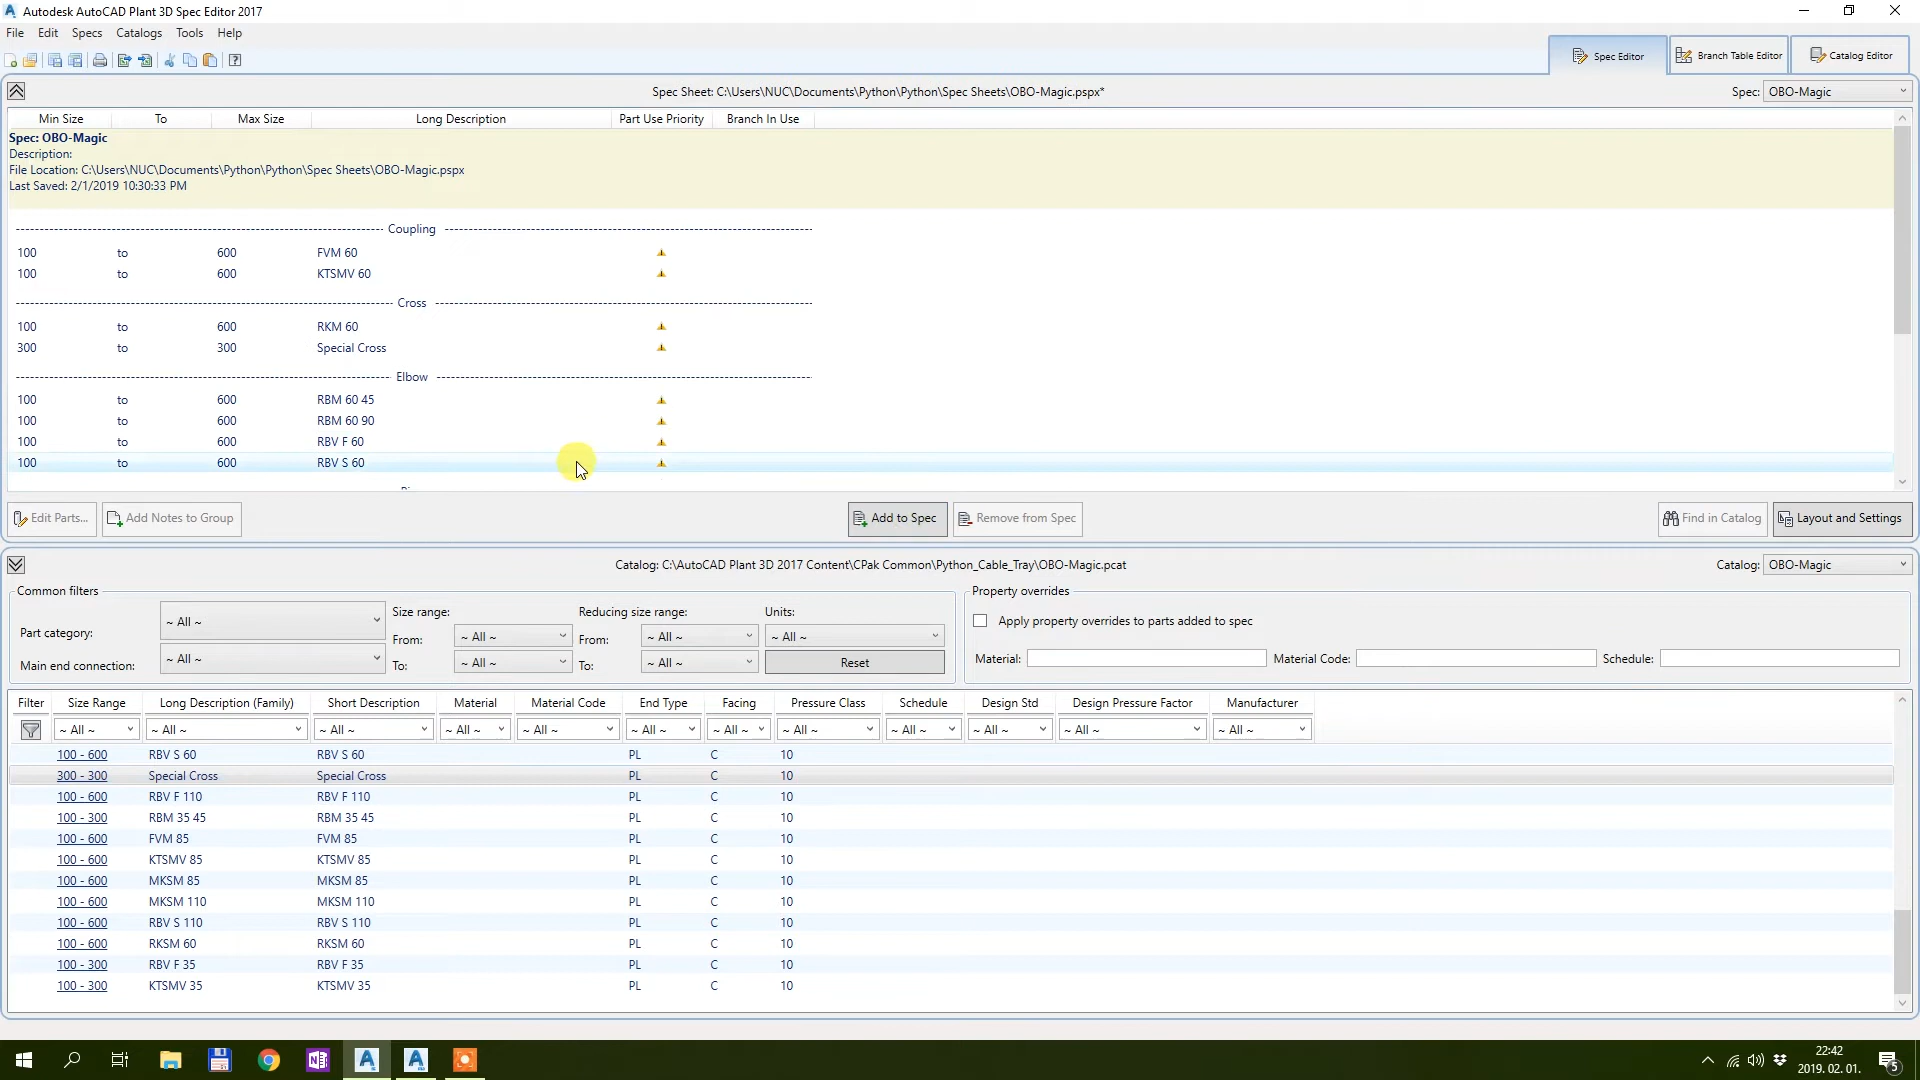 Autodesk AutoCAD Plant 3D Spec Editor 2017
File Edit Specs Catalogs Tools Help
Spec Editor Branch Table Editor Catalog Editor
Spec Sheet: C:\Users\NUC\Documents\Python\Python\Spec Sheets\OBO-Magic.pspx* Spec: OBO-Magic
Min Size To Max Size Long Description Part Use Priority Branch In Use
Spec: OBO-Magic
Description:
File Location: C:\Users\NUC\Documents\Python\Python\Spec Sheets\OBO-Magic.pspx
Last Saved: 2/1/2019 10:30:33 PM
Coupling
100 to 600 FVM 60
100 to 600 KTSMV 60
Cross
100 to 600 RKM 60
300 to 300 Special Cross
Elbow
100 to 600 RBM 60 45
100 to 600 RBM 60 90
100 to 600 RBV F 60
100 to 600 RBV S 60
Edit Parts... Add Notes to Group Add to Spec Remove from Spec Find in Catalog Layout and Settings
Catalog: C:\AutoCAD Plant 3D 2017 Content\CPak Common\Python_Cable_Tray\OBO-Magic.pcat Catalog: OBO-Magic
Common filters Property overrides
Part category: ~ All ~ Size range: Reducing size range: Units: Apply property overrides to parts added to spec
From: ~ All ~ From: ~ All ~ ~ All ~
Main end connection: ~ All ~ To: ~ All ~ To: ~ All ~ Reset Material: Material Code: Schedule:
Filter Size Range Long Description (Family) Short Description Material Material Code End Type Facing Pressure Class Schedule Design Std Design Pressure Factor Manufacturer
~ All ~ ~ All ~ ~ All ~ ~ All ~ ~ All ~ ~ All ~ ~ All ~ ~ All ~ ~ All ~ ~ All ~ ~ All ~ ~ All ~
100 - 600 RBV S 60 RBV S 60 PL C 10
300 - 300 Special Cross Special Cross PL C 10
100 - 600 RBV F 110 RBV F 110 PL C 10
100 - 300 RBM 35 45 RBM 35 45 PL C 10
100 - 600 FVM 85 FVM 85 PL C 10
100 - 600 KTSMV 85 KTSMV 85 PL C 10
100 - 600 MKSM 85 MKSM 85 PL C 10
100 - 600 MKSM 110 MKSM 110 PL C 10
100 - 600 RBV S 110 RBV S 110 PL C 10
100 - 600 RKSM 60 RKSM 60 PL C 10
100 - 300 RBV F 35 RBV F 35 PL C 10
100 - 300 KTSMV 35 KTSMV 35 PL C 10
22:42
2019. 02. 01.
5